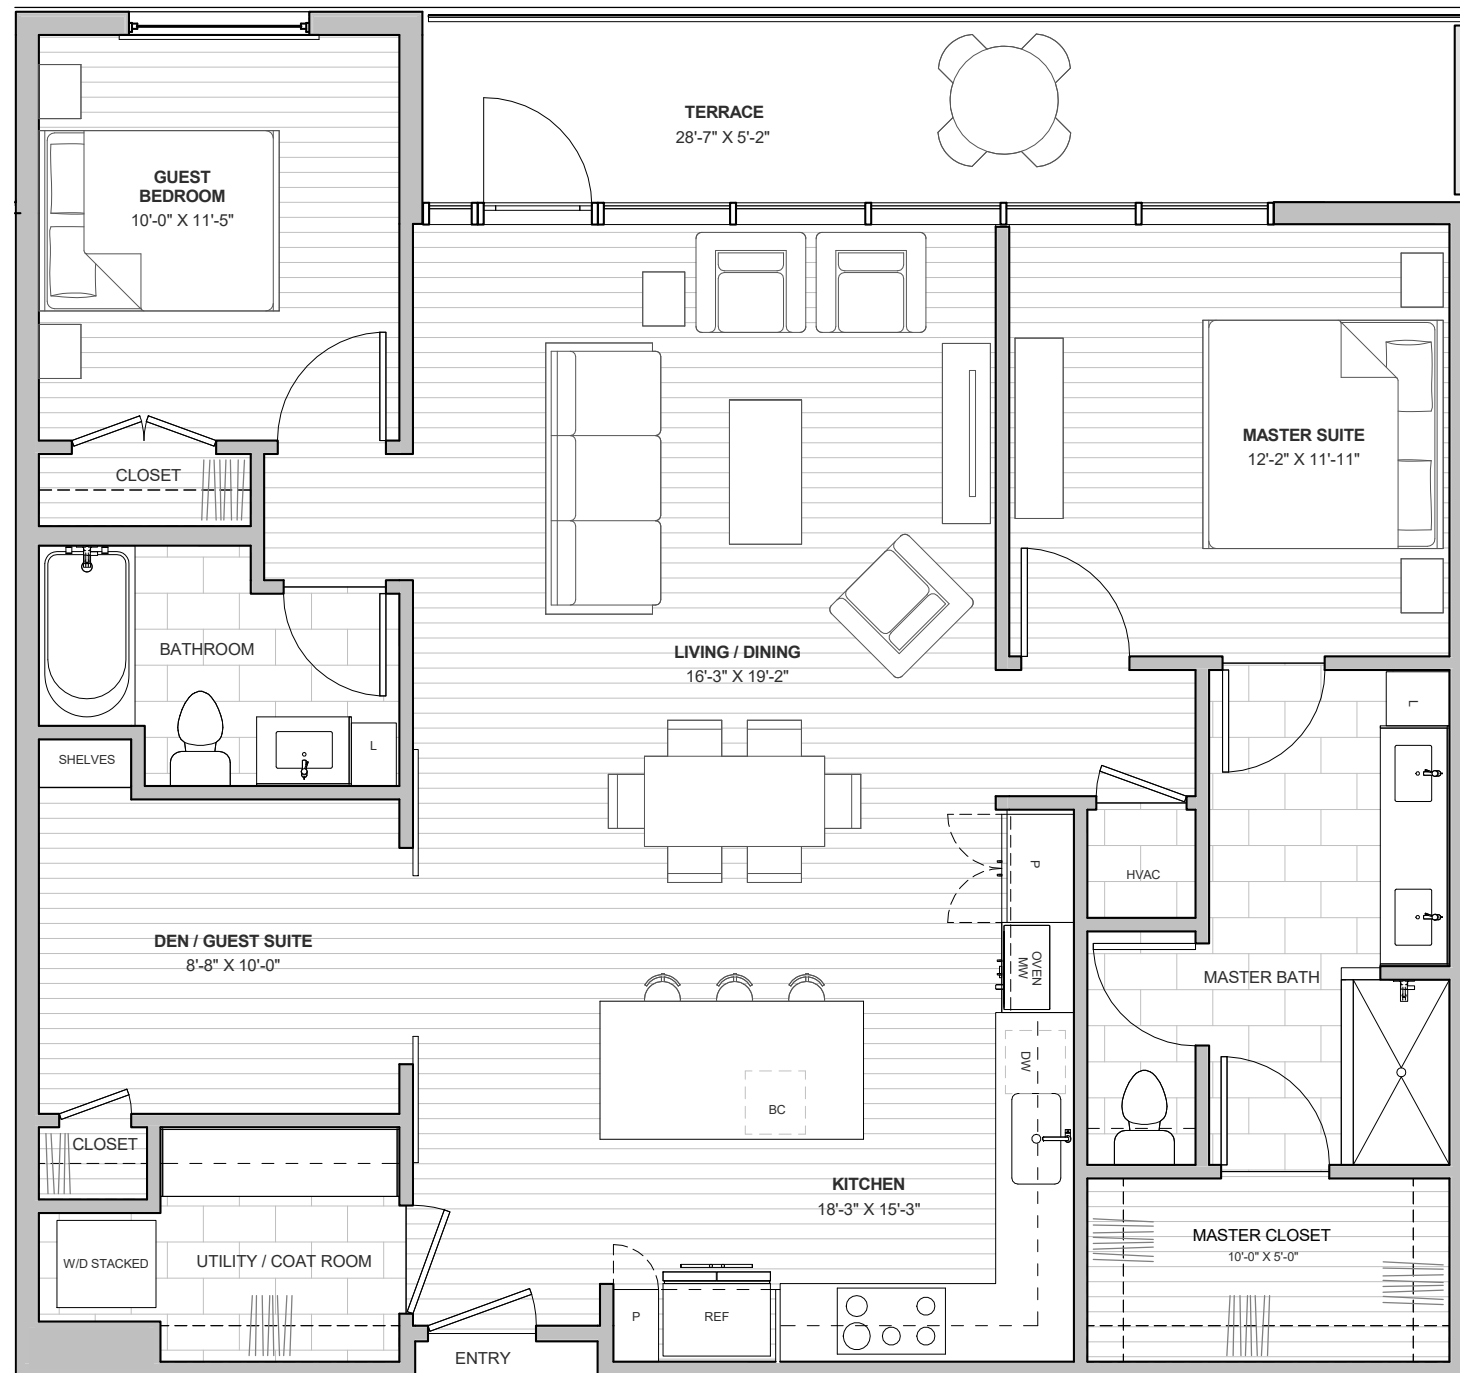 TERRACE
28'-7" X 5'-2"
GUEST
BEDROOM
10'-0" X 11'-5"
MASTER SUITE
12'-2" X 11'-11"
CLOSET
BATHROOM
LIVING / DINING
16'-3" X 19'-2"
L
L
SHELVES
P
HVAC
DEN / GUEST SUITE
8'-8" X 10'-0"
OVEN
MW
MASTER BATH
DW
BC
CLOSET
KITCHEN
18'-3" X 15'-3"
MASTER CLOSET
10'-0" X 5'-0"
W/D STACKED
UTILITY / COAT ROOM
P
REF
ENTRY